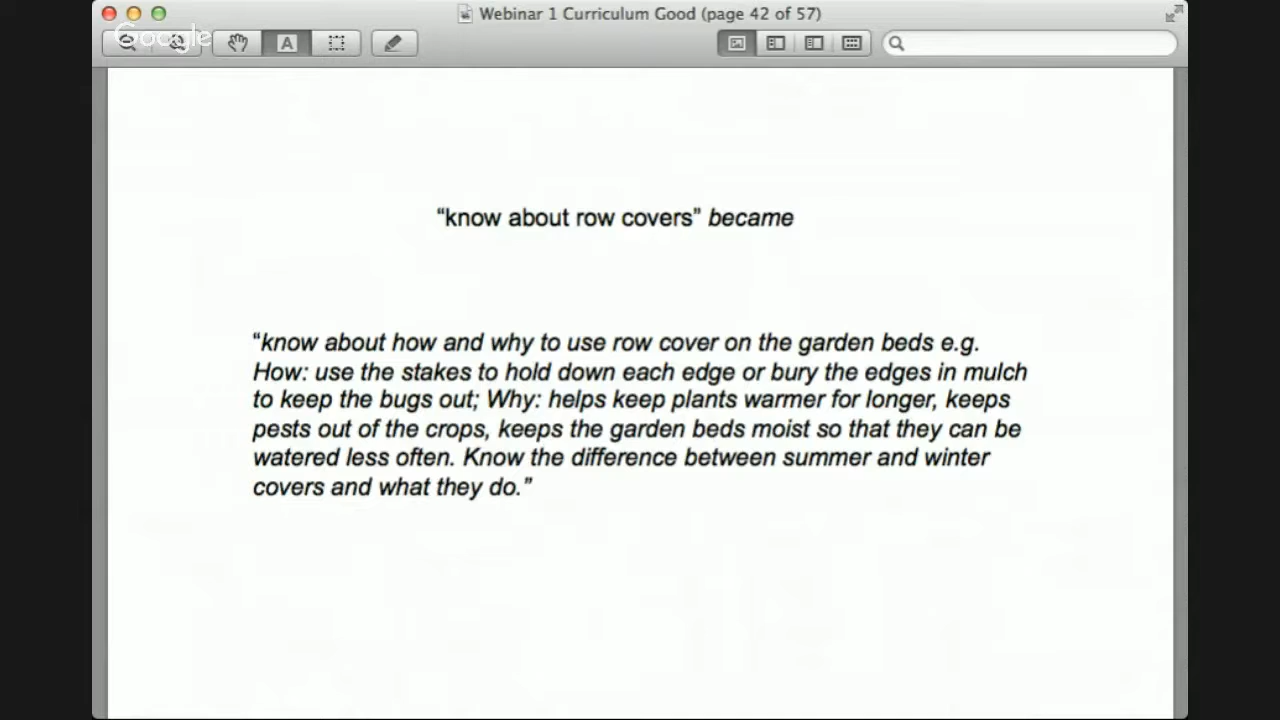 Webinar 1 Curriculum Good (page 42 of 57)
Google
A
“know about row covers” became
“know about how and why to use row cover on the garden beds e.g.
How: use the stakes to hold down each edge or bury the edges in mulch
to keep the bugs out; Why: helps keep plants warmer for longer, keeps
pests out of the crops, keeps the garden beds moist so that they can be
watered less often. Know the difference between summer and winter
covers and what they do.”